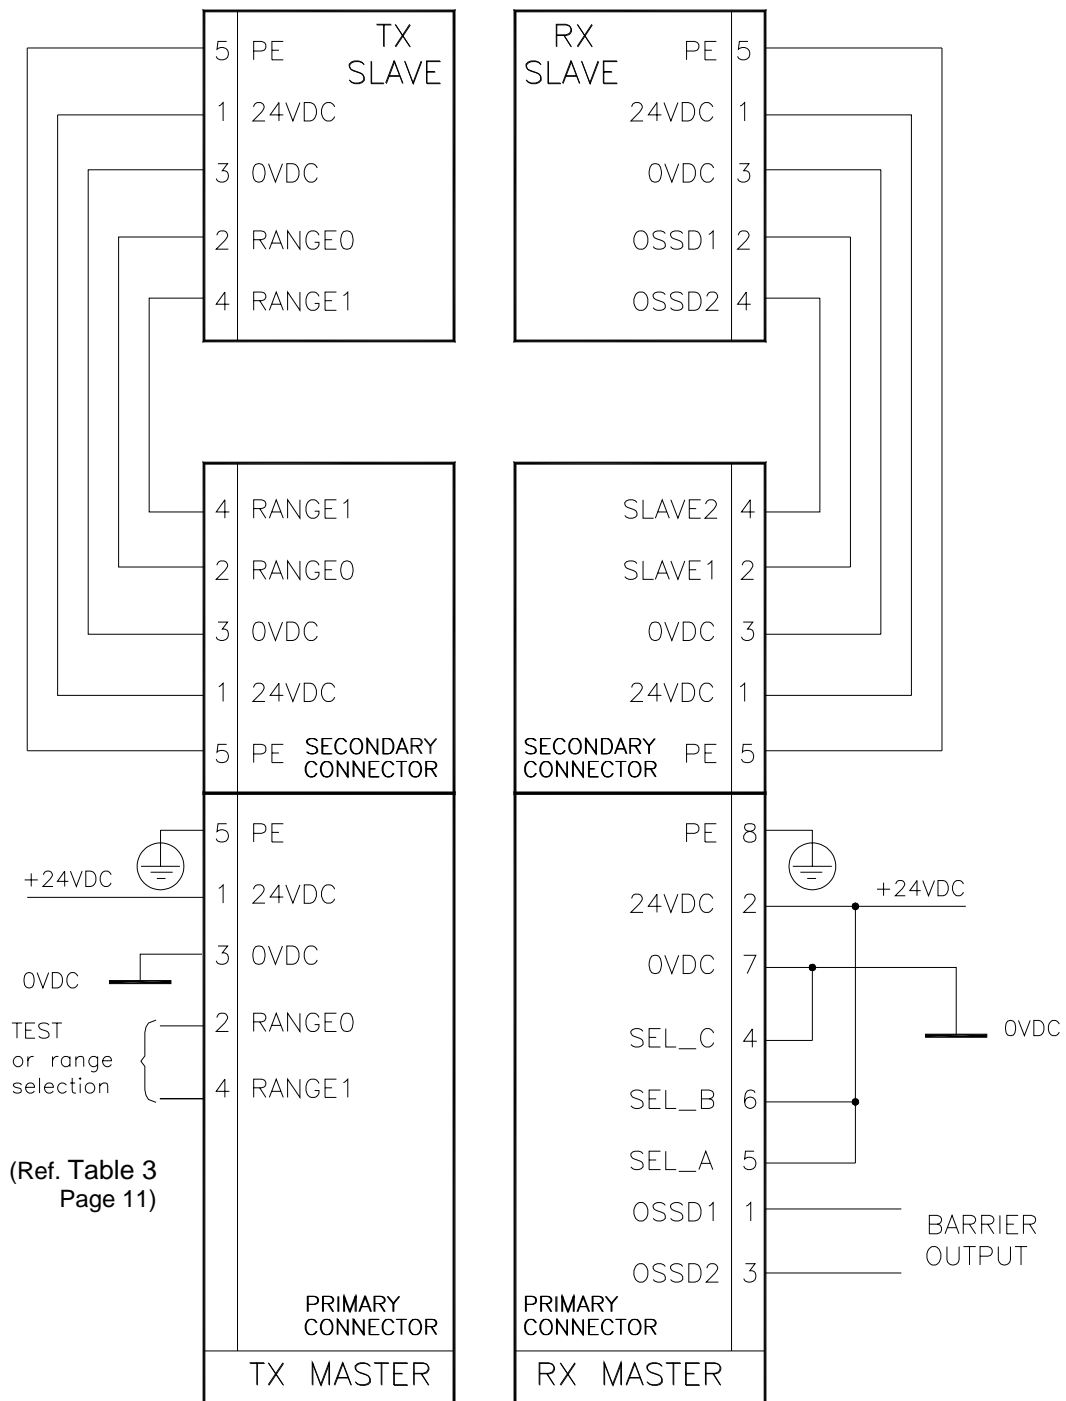 TX
SLAVE
5 PE
1 24VDC
3 0VDC
2 RANGE0
4 RANGE1
RX
SLAVE
PE 5
24VDC 1
0VDC 3
OSSD1 2
OSSD2 4
4 RANGE1
2 RANGE0
3 0VDC
1 24VDC
5 PE
SECONDARY
CONNECTOR
SLAVE2 4
SLAVE1 2
0VDC 3
24VDC 1
PE 5
SECONDARY
CONNECTOR
5 PE
+24VDC
1 24VDC
3 0VDC
0VDC
TEST
or range
selection
2 RANGE0
4 RANGE1
(Ref. Table 3
Page 11)
PRIMARY
CONNECTOR
TX MASTER
PE 8
24VDC 2
+24VDC
0VDC 7
0VDC
SEL_C 4
SEL_B 6
SEL_A 5
OSSD1 1
OSSD2 3
BARRIER
OUTPUT
PRIMARY
CONNECTOR
RX MASTER